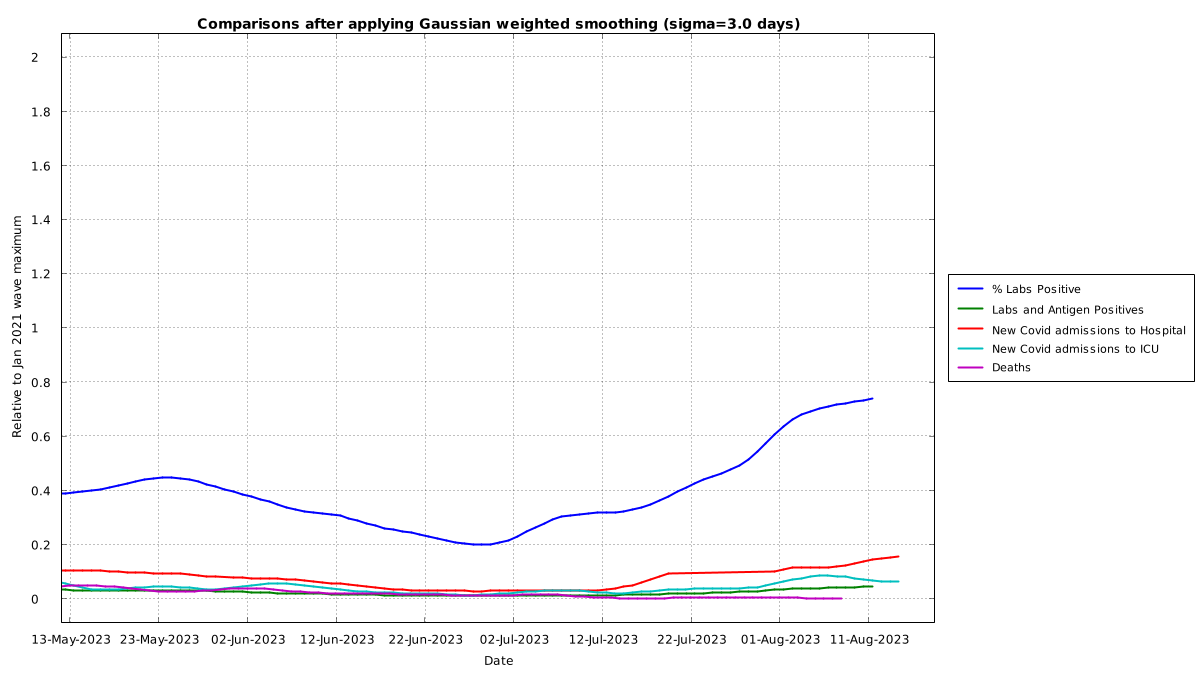 Comparisons after applying Gaussian weighted smoothing (sigma=3.0 days)
2
1.8
1.6
1.4
1.2
1
0.8
0.6
0.4
0.2
0
Relative to Jan 2021 wave maximum
13-May-2023 23-May-2023 02-Jun-2023 12-Jun-2023 22-Jun-2023 02-Jul-2023 12-Jul-2023 22-Jul-2023 01-Aug-2023 11-Aug-2023
Date
% Labs Positive
Labs and Antigen Positives
New Covid admissions to Hospital
New Covid admissions to ICU
Deaths